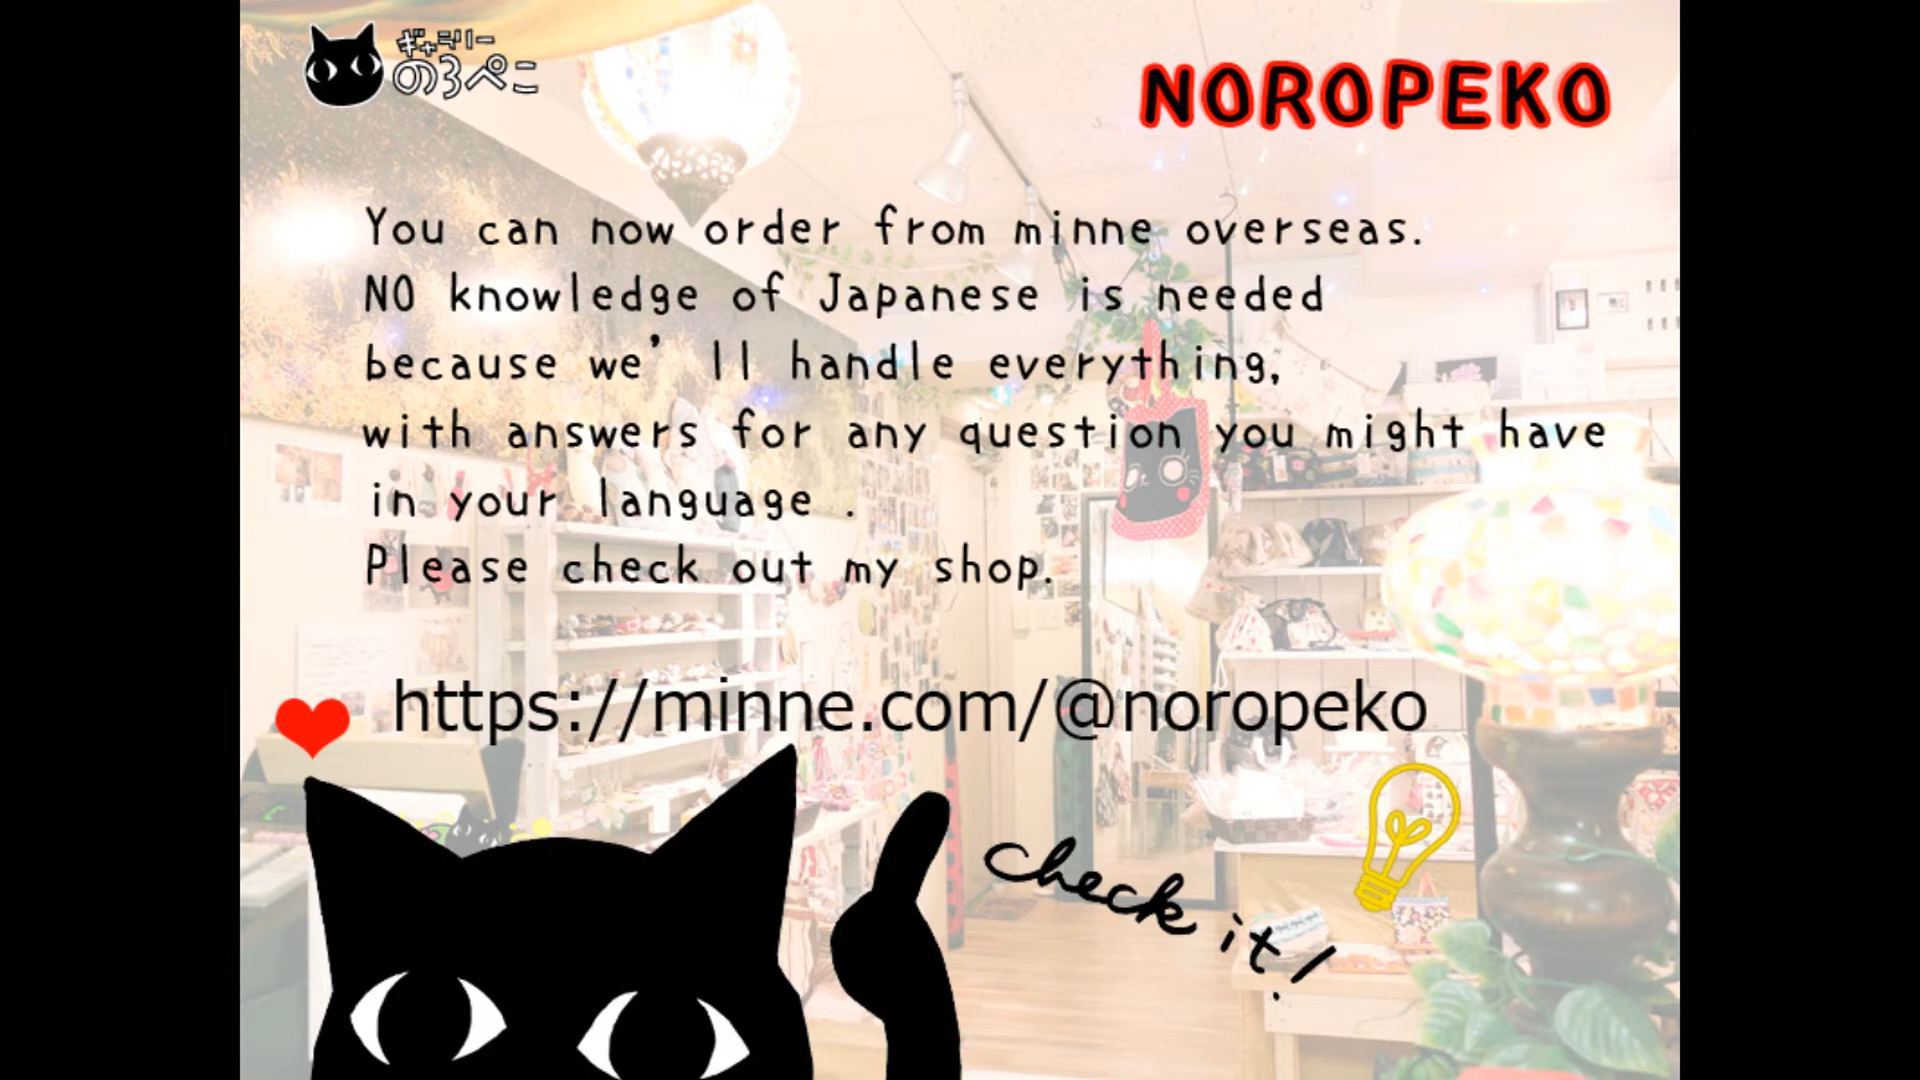 ギャラリー
のろぺこ
NOROPEKO
You can now order from minne overseas.
NO knowledge of Japanese is needed
because we’ll handle everything,
with answers for any question you might have
in your language .
Please check out my shop.
https://minne.com/@noropeko
check it!